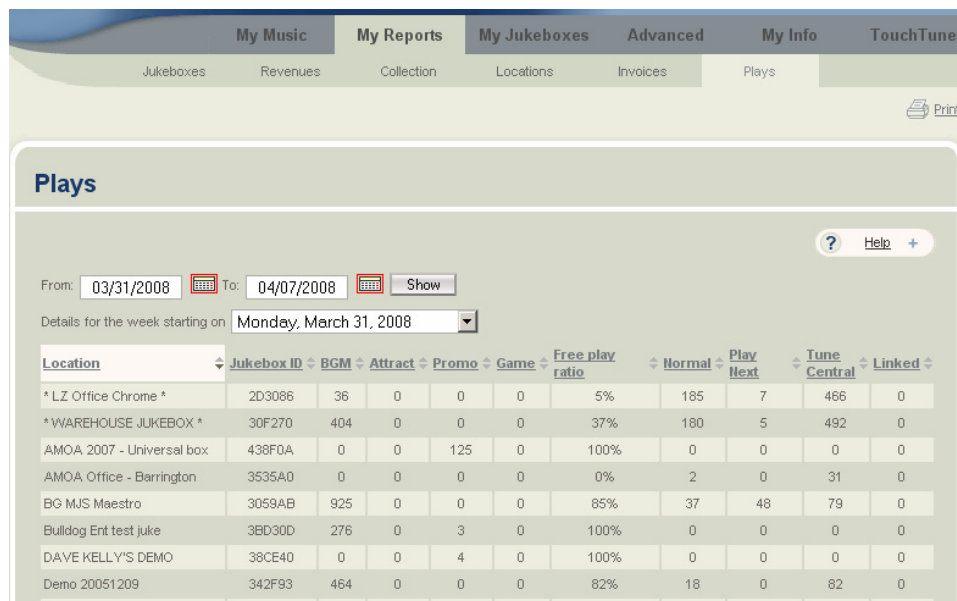 My Music My Reports My Jukeboxes Advanced My Info TouchTune
Jukeboxes Revenues Collection Locations Invoices Plays
Prin
Plays
? Help +
From: 03/31/2008 To: 04/07/2008 Show
Details for the week starting on Monday, March 31, 2008
Location Jukebox ID BGM Attract Promo Game Free play ratio Normal Play Next Tune Central Linked
* LZ Office Chrome * 2D3086 36 0 0 0 5% 185 7 466 0
* WAREHOUSE JUKEBOX * 30F270 404 0 0 0 37% 180 5 492 0
AMOA 2007 - Universal box 438F0A 0 0 125 0 100% 0 0 0 0
AMOA Office - Barrington 3535A0 0 0 0 0 0% 2 0 31 0
BG MJS Maestro 3059AB 925 0 0 0 85% 37 48 79 0
Bulldog Ent test juke 3BD30D 276 0 3 0 100% 0 0 0 0
DAVE KELLY'S DEMO 38CE40 0 0 4 0 100% 0 0 0 0
Demo 20051209 342F93 464 0 0 0 82% 18 0 82 0